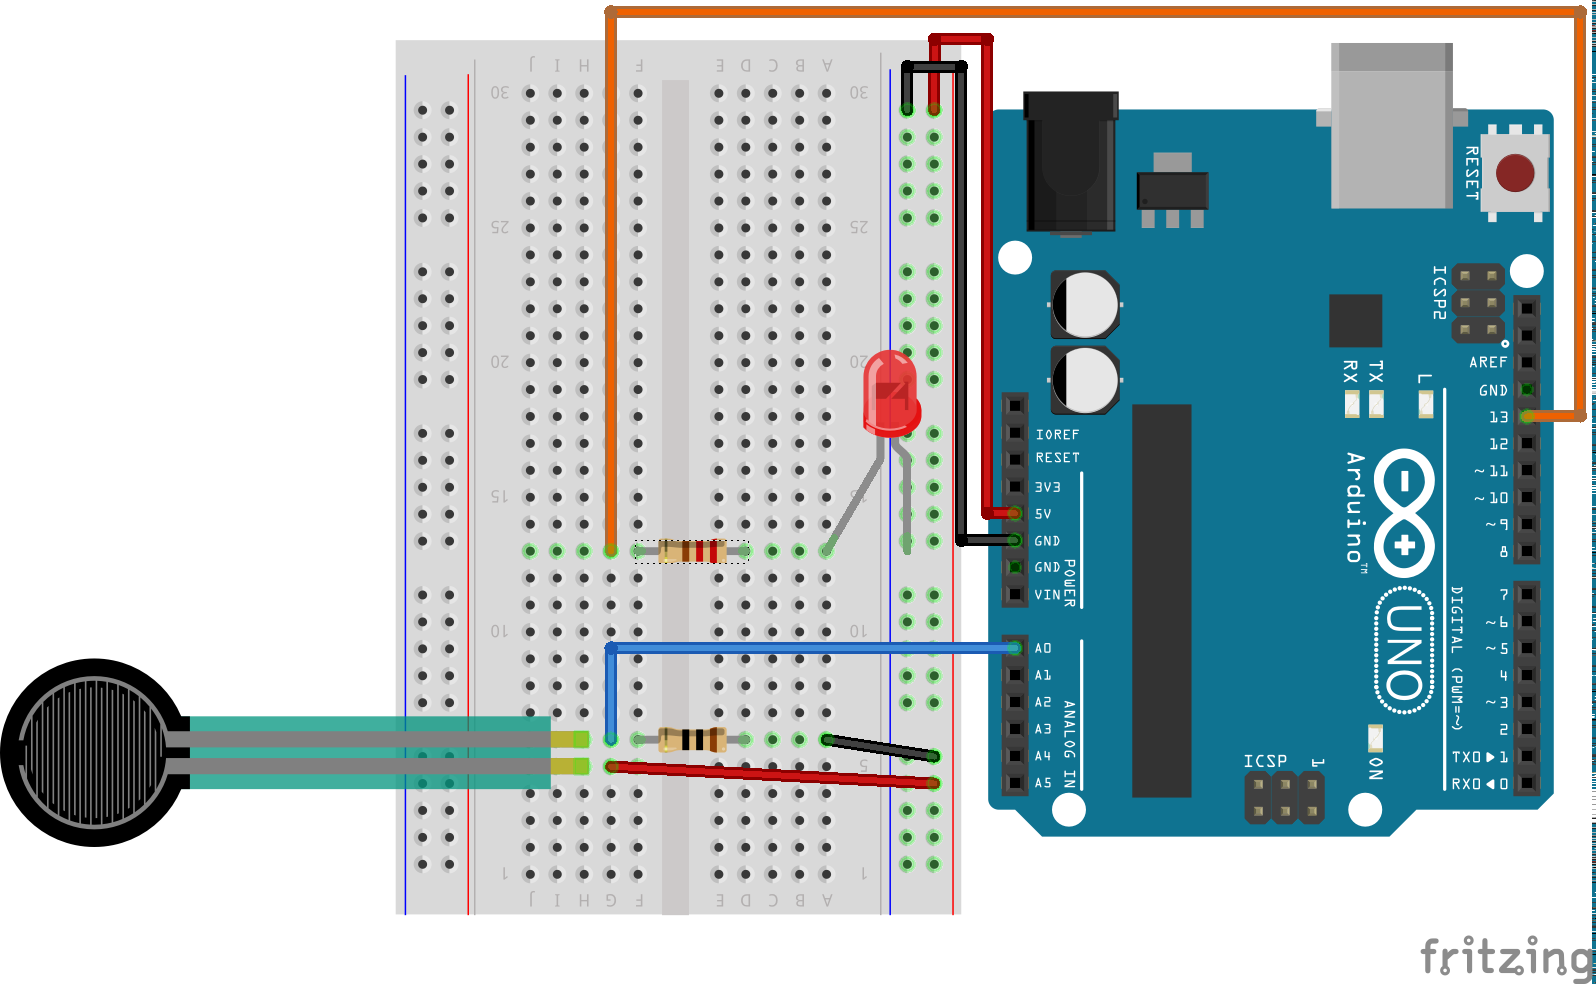 J I H F E D C B A
30 30
25 25
20 20
15 15
10 10
5
1 1
J I H G F E D C B A
RESET
ICSP2
AREF
GND
13
12
~11
~10
~9
8
7
~6
~5
4
~3
2
TX0▶1
RX0◀0
RX
TX
L
IOREF
RESET
3V3
5V
GND
GND
VIN
POWER
A0
A1
A2
A3
A4
A5
ANALOG IN
Arduino™
UNO
DIGITAL (PWM=~)
ICSP
1
ON
fritzing